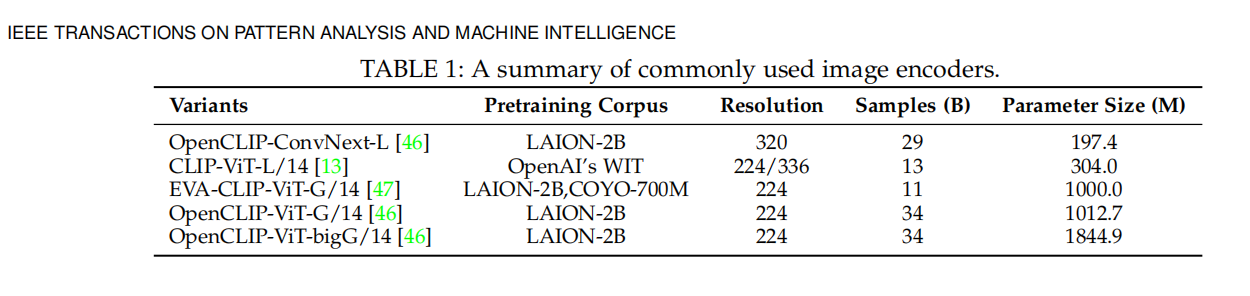 IEEE TRANSACTIONS ON PATTERN ANALYSIS AND MACHINE INTELLIGENCE
TABLE 1: A summary of commonly used image encoders.
Variants Pretraining Corpus Resolution Samples (B) Parameter Size (M)
OpenCLIP-ConvNext-L [46] LAION-2B 320 29 197.4
CLIP-ViT-L/14 [13] OpenAI's WIT 224/336 13 304.0
EVA-CLIP-ViT-G/14 [47] LAION-2B,COYO-700M 224 11 1000.0
OpenCLIP-ViT-G/14 [46] LAION-2B 224 34 1012.7
OpenCLIP-ViT-bigG/14 [46] LAION-2B 224 34 1844.9